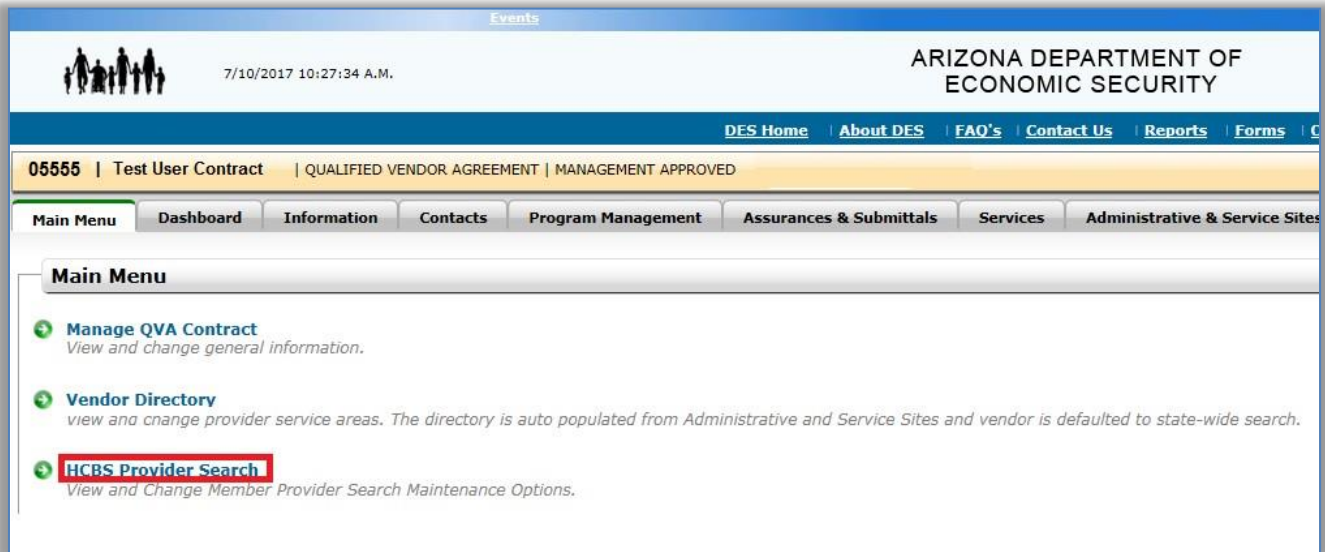 Events
7/10/2017 10:27:34 A.M.
ARIZONA DEPARTMENT OF
ECONOMIC SECURITY
DES Home | About DES | FAQ's | Contact Us | Reports | Forms |
05555 | Test User Contract | QUALIFIED VENDOR AGREEMENT | MANAGEMENT APPROVED
Main Menu Dashboard Information Contacts Program Management Assurances & Submittals Services Administrative & Service Sites
Main Menu
Manage QVA Contract
View and change general information.
Vendor Directory
View and change provider service areas. The directory is auto populated from Administrative and Service Sites and vendor is defaulted to state-wide search.
HCBS Provider Search
View and Change Member Provider Search Maintenance Options.